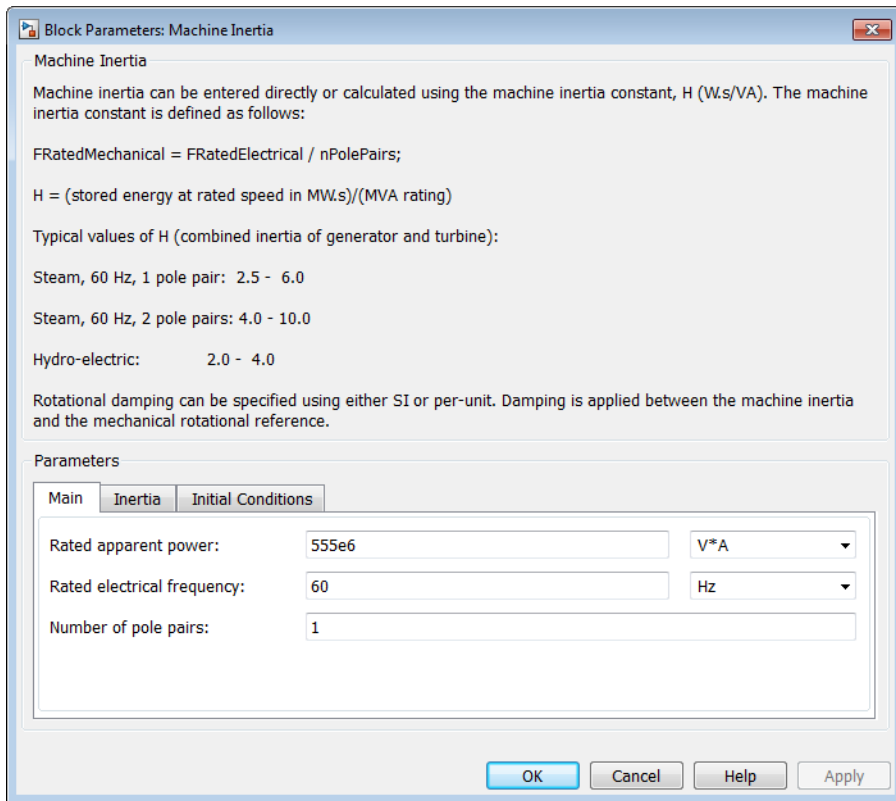 Block Parameters: Machine Inertia
Machine Inertia
Machine inertia can be entered directly or calculated using the machine inertia constant, H (W.s/VA). The machine
inertia constant is defined as follows:
FRatedMechanical = FRatedElectrical / nPolePairs;
H = (stored energy at rated speed in MW.s)/(MVA rating)
Typical values of H (combined inertia of generator and turbine):
Steam, 60 Hz, 1 pole pair:  2.5 -  6.0
Steam, 60 Hz, 2 pole pairs: 4.0 - 10.0
Hydro-electric:             2.0 -  4.0
Rotational damping can be specified using either SI or per-unit. Damping is applied between the machine inertia
and the mechanical rotational reference.
Parameters
Main Inertia Initial Conditions
Rated apparent power: 555e6 V*A
Rated electrical frequency: 60 Hz
Number of pole pairs: 1
OK Cancel Help Apply